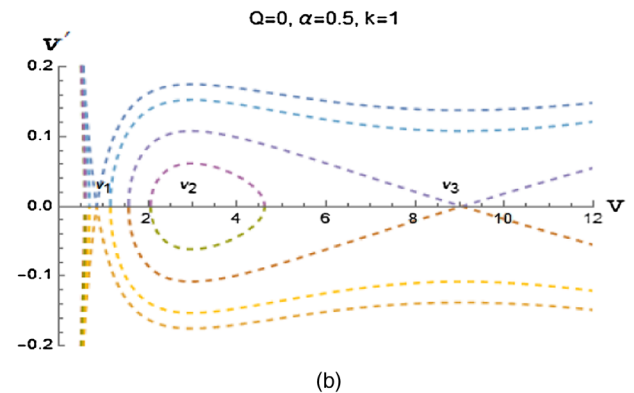 Q=0, α=0.5, k=1
v′
0.2
0.1
v₁ v₂ v₃
0.0 2 4 6 8 10 12 v
-0.1
-0.2
(b)